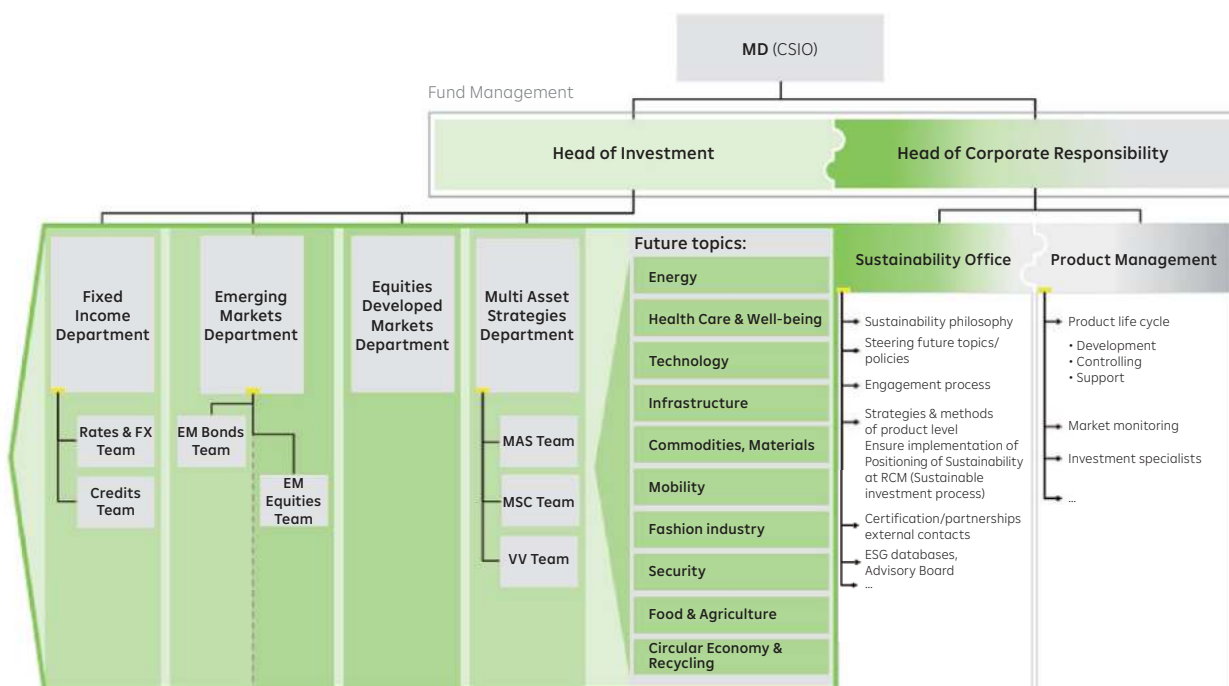 MD (CSIO)
Fund Management
Head of Investment
Head of Corporate Responsibility
Fixed
Income
Department
Rates & FX
Team
Credits
Team
Emerging
Markets
Department
EM Bonds
Team
EM
Equities
Team
Equities
Developed
Markets
Department
Multi Asset
Strategies
Department
MAS Team
MSC Team
VV Team
Future topics:
Energy
Health Care & Well-being
Technology
Infrastructure
Commodities, Materials
Mobility
Fashion industry
Security
Food & Agriculture
Circular Economy &
Recycling
Sustainability Office
Sustainability philosophy
Steering future topics/
policies
Engagement process
Strategies & methods
of product level
Ensure implementation of
Positioning of Sustainability
at RCM (Sustainable
investment process)
Certification/partnerships
external contacts
ESG databases,
Advisory Board
...
Product Management
Product life cycle
• Development
• Controlling
• Support
Market monitoring
Investment specialists
...